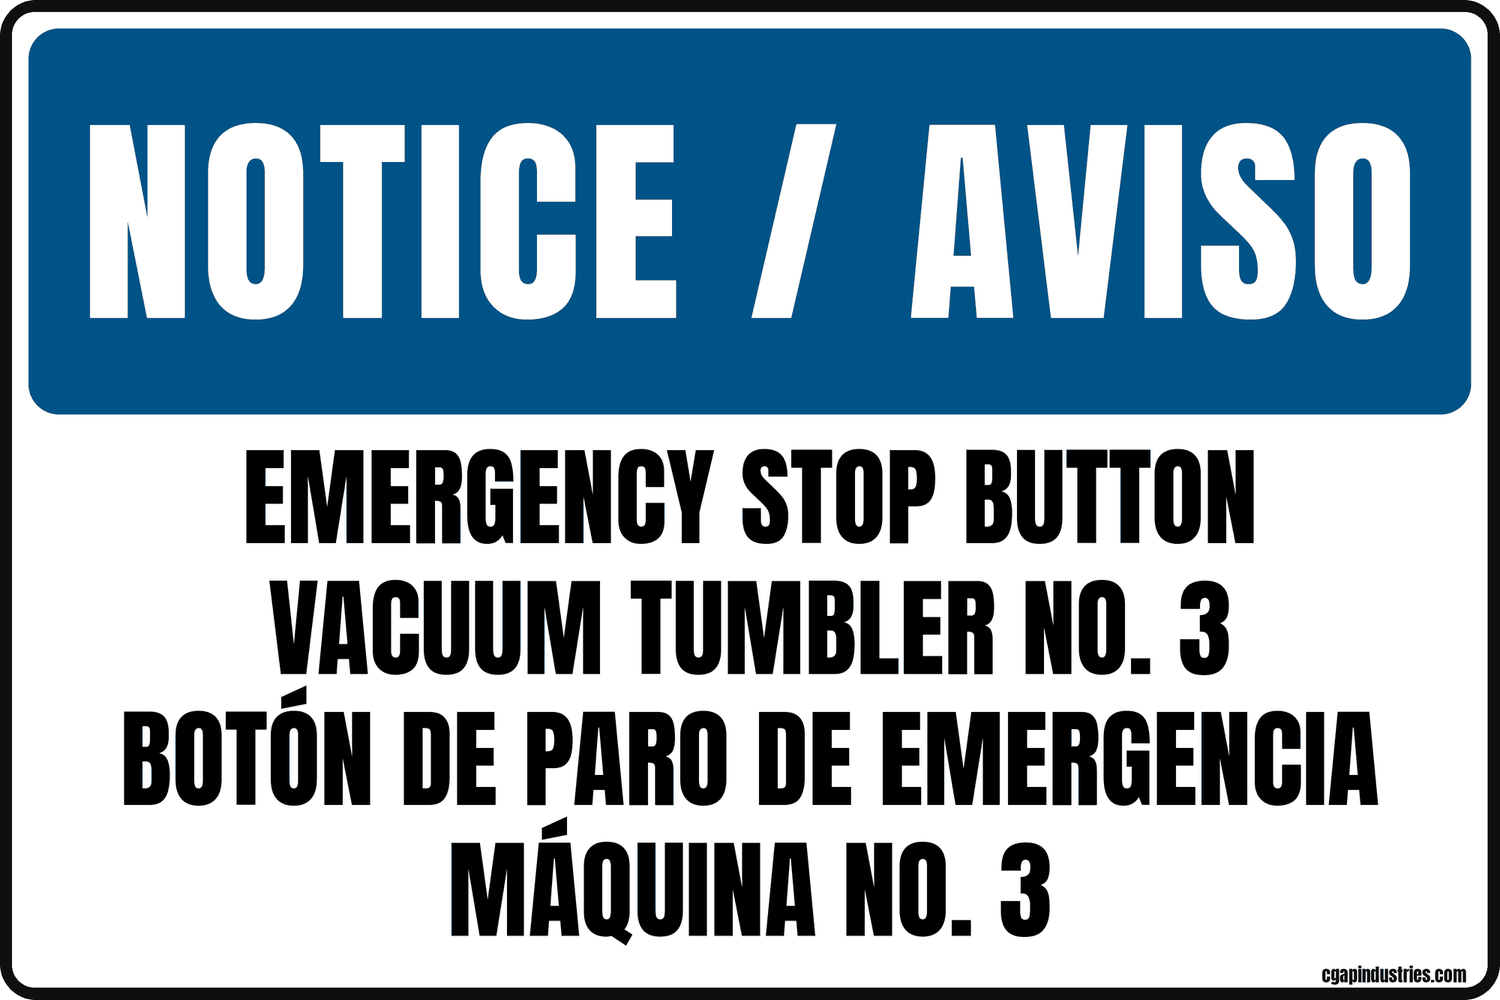 NOTICE / AVISO
EMERGENCY STOP BUTTON
VACUUM TUMBLER NO. 3
BOTÓN DE PARO DE EMERGENCIA
MÁQUINA NO. 3
cgapindustries.com